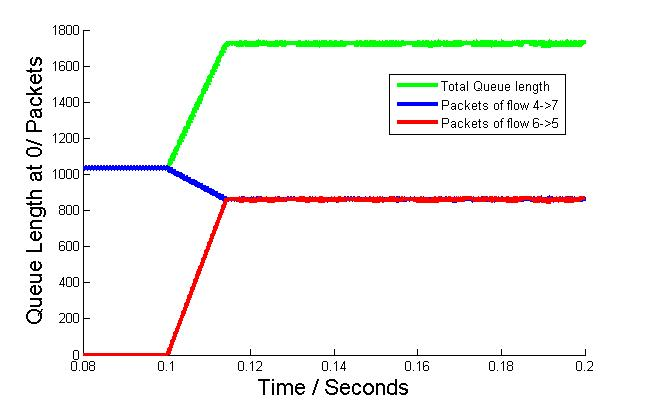 1800
1600
1400
1200
1000
800
600
400
200
0
Queue Length at 0/ Packets
Total Queue length
Packets of flow 4->7
Packets of flow 6->5
0.08 0.1 0.12 0.14 0.16 0.18 0.2
Time / Seconds